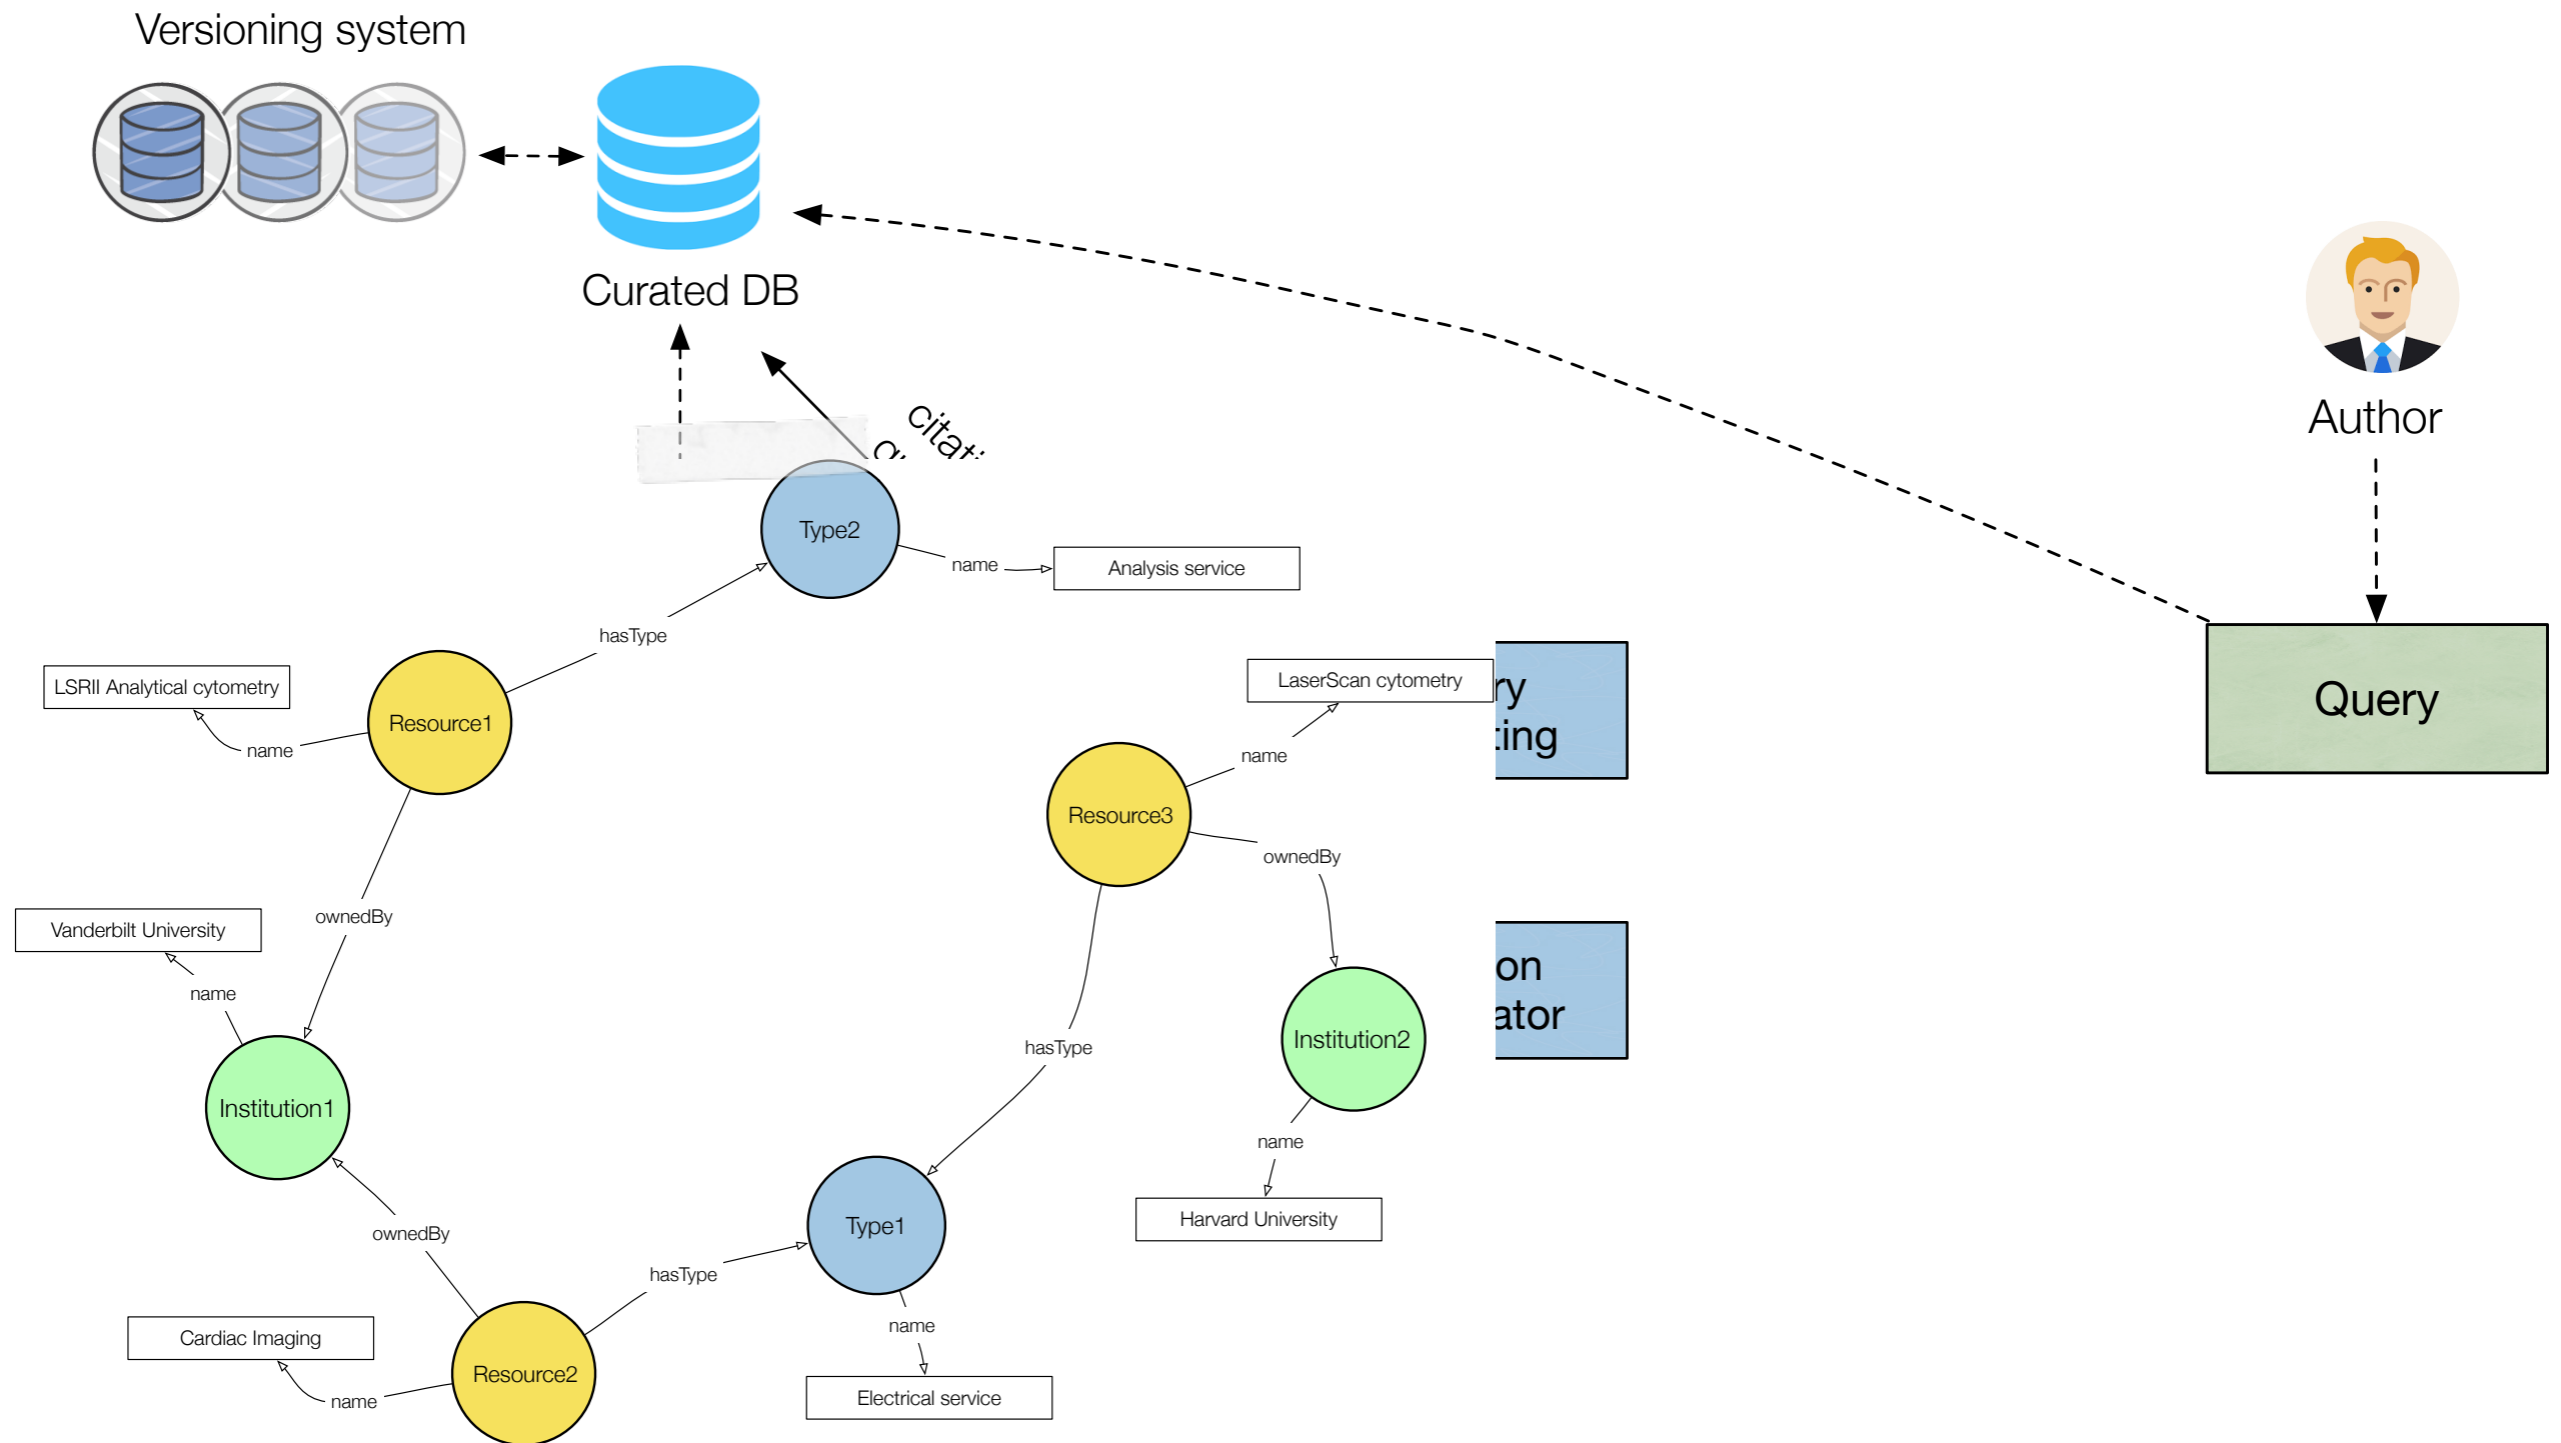 Versioning system
Curated DB
Author
Type2
name
Analysis service
hasType
LSRII Analytical cytometry
Resource1
name
LaserScan cytometry
name
Resource3
Query
ownedBy
ownedBy
Vanderbilt University
name
hasType
Institution2
Institution1
name
Harvard University
ownedBy
Type1
hasType
name
Cardiac Imaging
Resource2
name
Electrical service